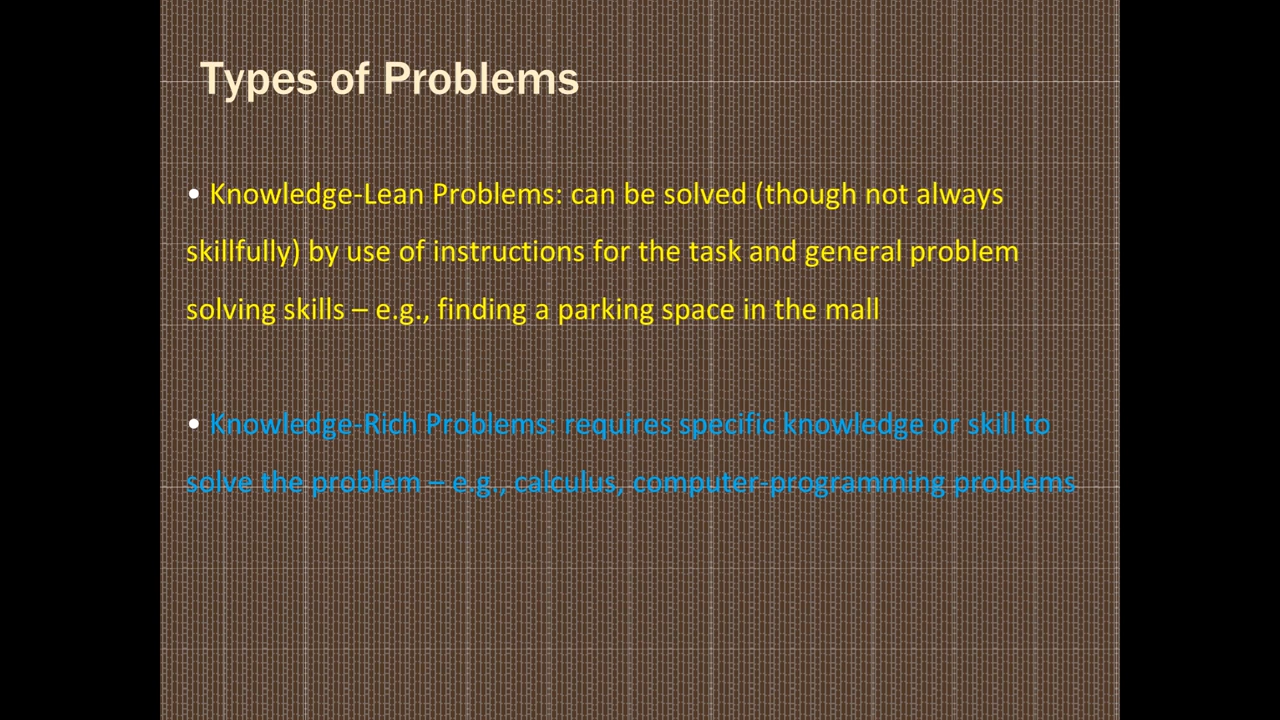 Types of Problems
• Knowledge-Lean Problems: can be solved (though not always
skillfully) by use of instructions for the task and general problem
solving skills – e.g., finding a parking space in the mall
• Knowledge-Rich Problems: requires specific knowledge or skill to
solve the problem – e.g., calculus, computer-programming problems